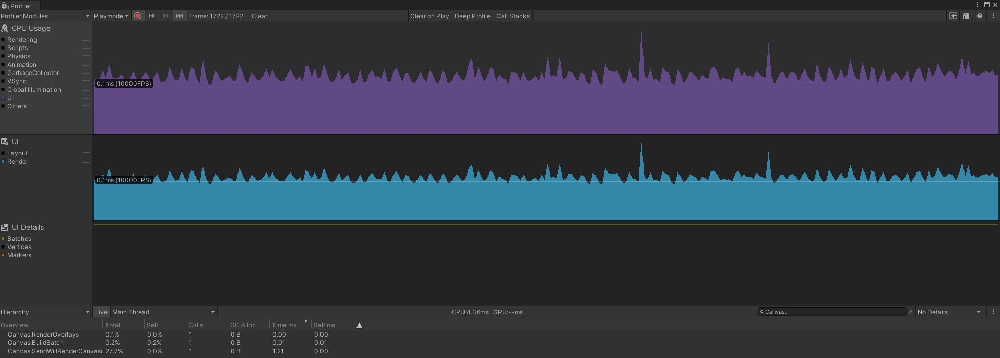 Profiler
Profiler Modules Playmode Frame: 1722 / 1722 Clear Clear on Play Deep Profile Call Stacks
CPU Usage
CPU
Rendering
Scripts
Physics
Animation
GarbageCollector
VSync
0.1ms (10000FPS)
Global Illumination
UI
Others
UI
Layout
Render
0.1ms (10000FPS)
UI Details
Batches
Vertices
Markers
Hierarchy Live Main Thread CPU:4.36ms GPU:--ms Canvas. No Details
Overview Total Self Calls GC Alloc Time ms Self ms
Canvas.RenderOverlays 0.1% 0.0% 1 0 B 0.00 0.00
Canvas.BuildBatch 0.2% 0.2% 1 0 B 0.01 0.01
Canvas.SendWillRenderCanvas 27.7% 0.0% 1 0 B 1.21 0.00